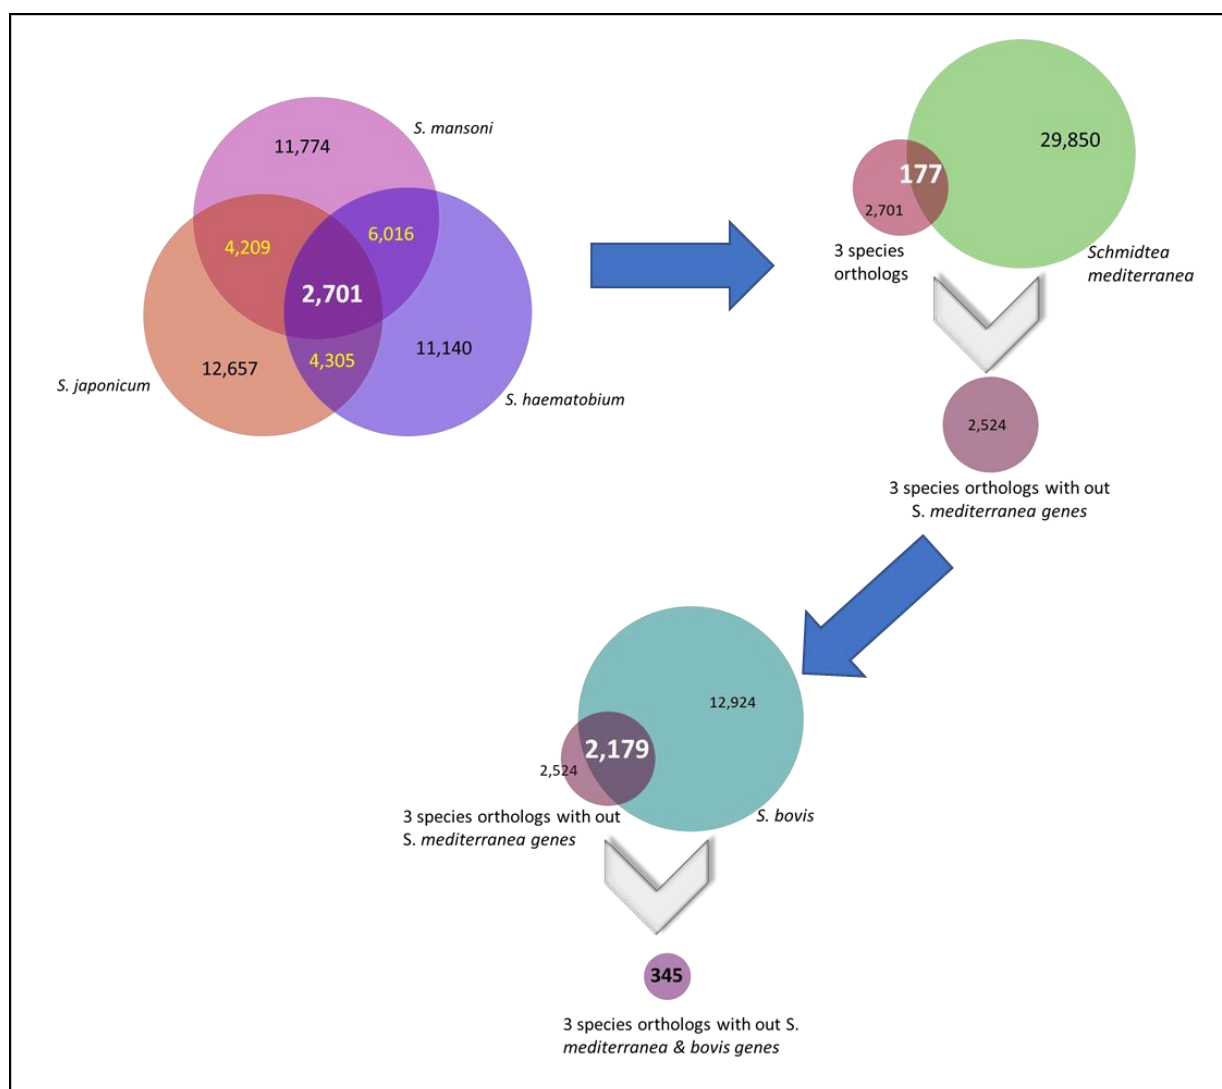 S. mansoni
11,774
4,209
6,016
2,701
12,657
4,305
11,140
S. japonicum
S. haematobium
29,850
177
2,701
3 species
orthologs
Schmidtea
mediterranea
2,524
3 species orthologs with out
S. mediterranea genes
12,924
2,179
2,524
3 species orthologs with out
S. mediterranea genes
S. bovis
345
3 species orthologs with out S.
mediterranea & bovis genes